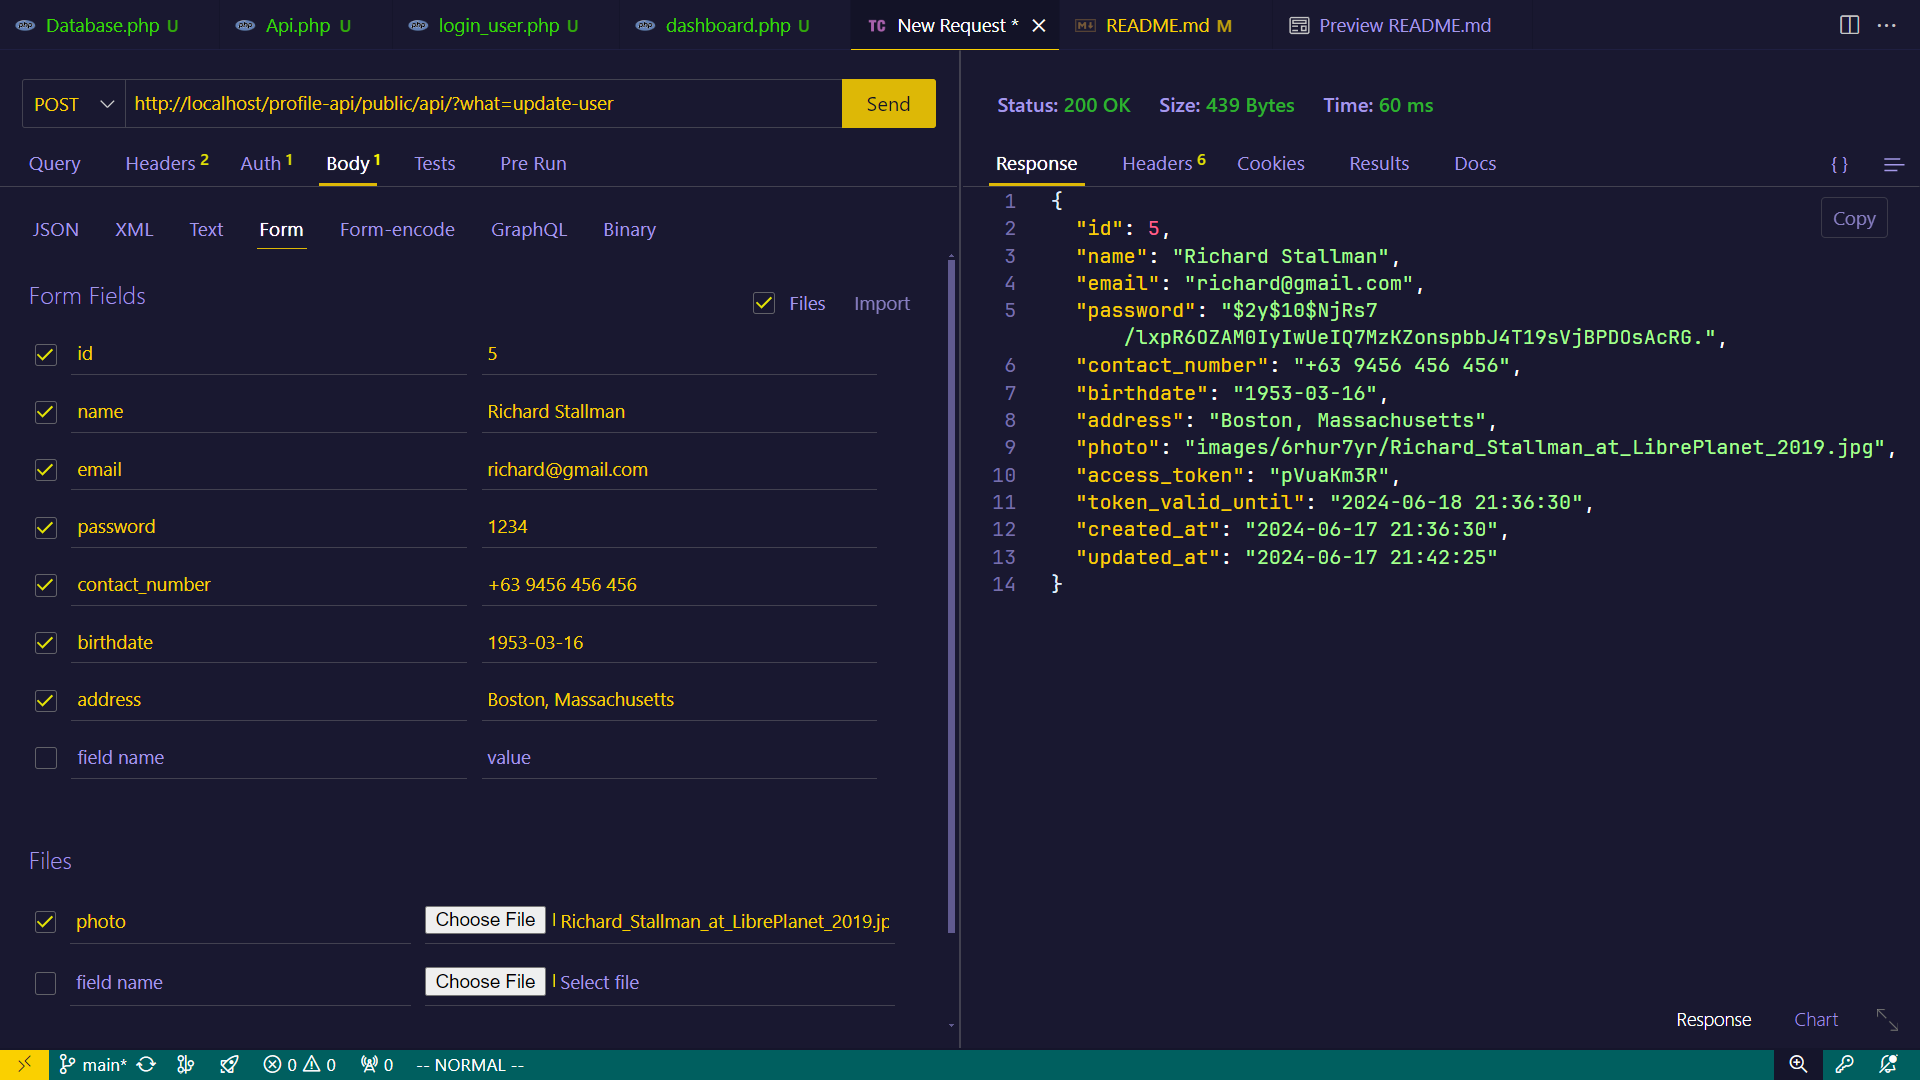 Database.php U Api.php U login_user.php U dashboard.php U TC New Request * README.md M Preview README.md
POST http://localhost/profile-api/public/api/?what=update-user Send
Query Headers 2 Auth 1 Body 1 Tests Pre Run
JSON XML Text Form Form-encode GraphQL Binary
Form Fields Files Import
id 5
name Richard Stallman
email richard@gmail.com
password 1234
contact_number +63 9456 456 456
birthdate 1953-03-16
address Boston, Massachusetts
field name value
Files
photo Choose File Richard_Stallman_at_LibrePlanet_2019.jp
field name Choose File Select file
Status: 200 OK Size: 439 Bytes Time: 60 ms
Response Headers 6 Cookies Results Docs { }
Copy
1 {
2 "id": 5,
3 "name": "Richard Stallman",
4 "email": "richard@gmail.com",
5 "password": "$2y$10$NjRs7
/lxpR6OZAM0IyIwUeIQ7MzKZonspbbJ4T19sVjBPDOsAcRG.",
6 "contact_number": "+63 9456 456 456",
7 "birthdate": "1953-03-16",
8 "address": "Boston, Massachusetts",
9 "photo": "images/6rhur7yr/Richard_Stallman_at_LibrePlanet_2019.jpg",
10 "access_token": "pVuaKm3R",
11 "token_valid_until": "2024-06-18 21:36:30",
12 "created_at": "2024-06-17 21:36:30",
13 "updated_at": "2024-06-17 21:42:25"
14 }
Response Chart
main* 0 0 0 -- NORMAL --